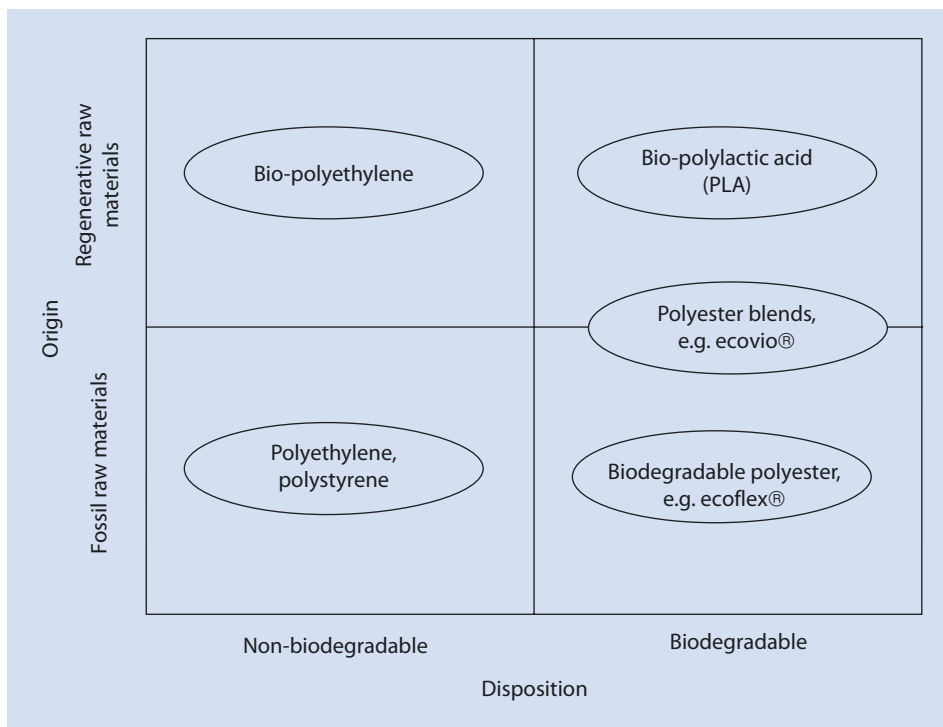 Origin
Regenerative raw
materials
Fossil raw materials
Bio-polyethylene
Bio-polylactic acid
(PLA)
Polyester blends,
e.g. ecovio®
Polyethylene,
polystyrene
Biodegradable polyester,
e.g. ecoflex®
Non-biodegradable
Biodegradable
Disposition